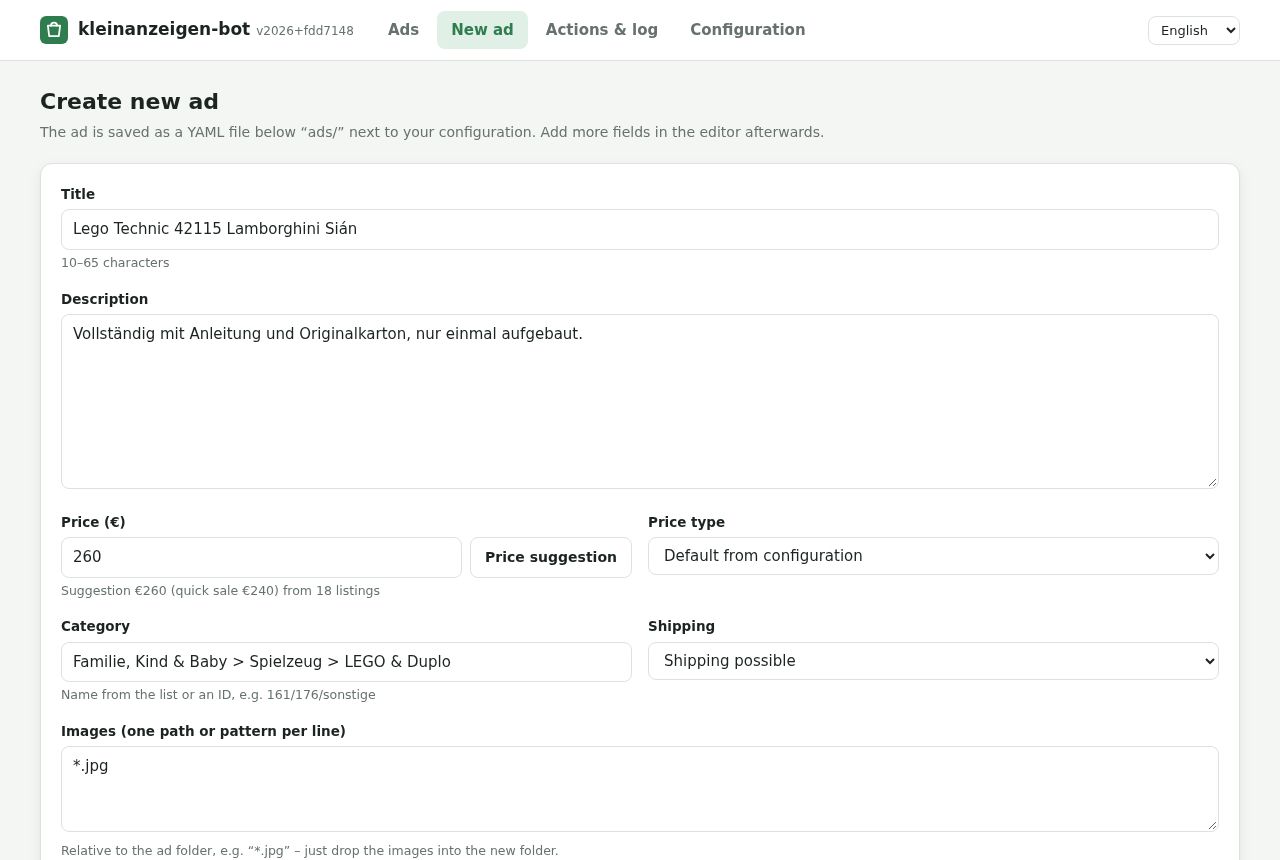 kleinanzeigen-bot v2026+fdd7148 Ads New ad Actions & log Configuration English
Create new ad
The ad is saved as a YAML file below “ads/” next to your configuration. Add more fields in the editor afterwards.
Title
Lego Technic 42115 Lamborghini Sián
10–65 characters
Description
Vollständig mit Anleitung und Originalkarton, nur einmal aufgebaut.
Price (€) Price type
260 Price suggestion Default from configuration
Suggestion €260 (quick sale €240) from 18 listings
Category Shipping
Familie, Kind & Baby > Spielzeug > LEGO & Duplo Shipping possible
Name from the list or an ID, e.g. 161/176/sonstige
Images (one path or pattern per line)
*.jpg
Relative to the ad folder, e.g. “*.jpg” – just drop the images into the new folder.